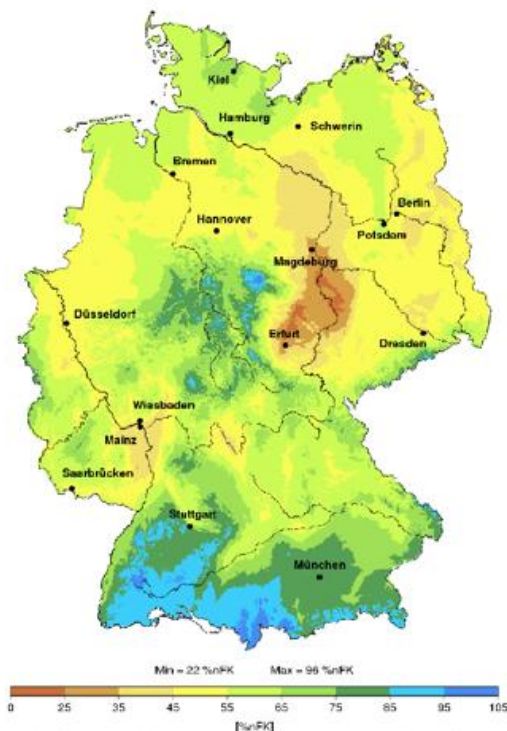 Kiel
Hamburg
Schwerin
Bremen
Berlin
Hannover
Potsdam
Magdeburg
Düsseldorf
Erfurt
Dresden
Wiesbaden
Mainz
Saarbrücken
Stuttgart
München
Min = 22 %nFK Max = 96 %nFK
0 25 35 45 55 65 75 85 95 105
[%nFK]